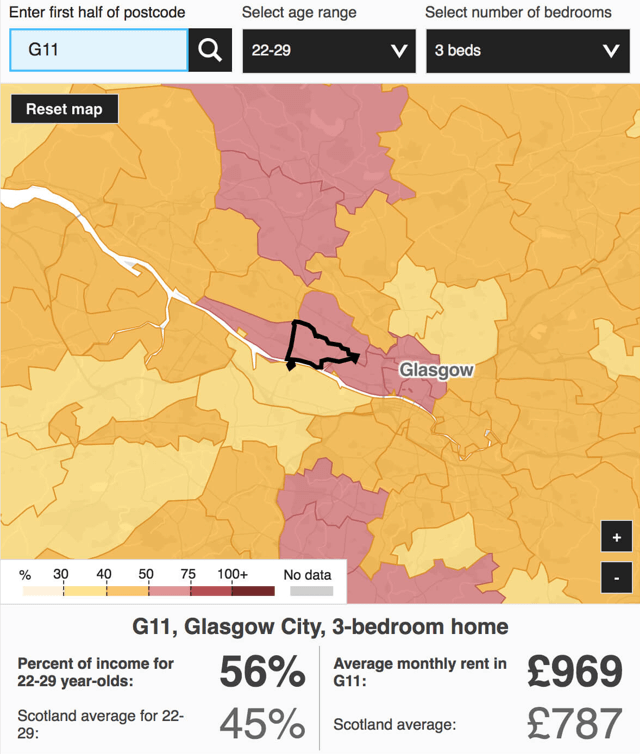 Enter first half of postcode
Select age range
Select number of bedrooms
G11
22-29
3 beds
Reset map
Glasgow
+
-
% 30 40 50 75 100+ No data
G11, Glasgow City, 3-bedroom home
Percent of income for
22-29 year-olds:
56%
Average monthly rent in
G11:
£969
Scotland average for 22-
29:
45%
Scotland average:
£787